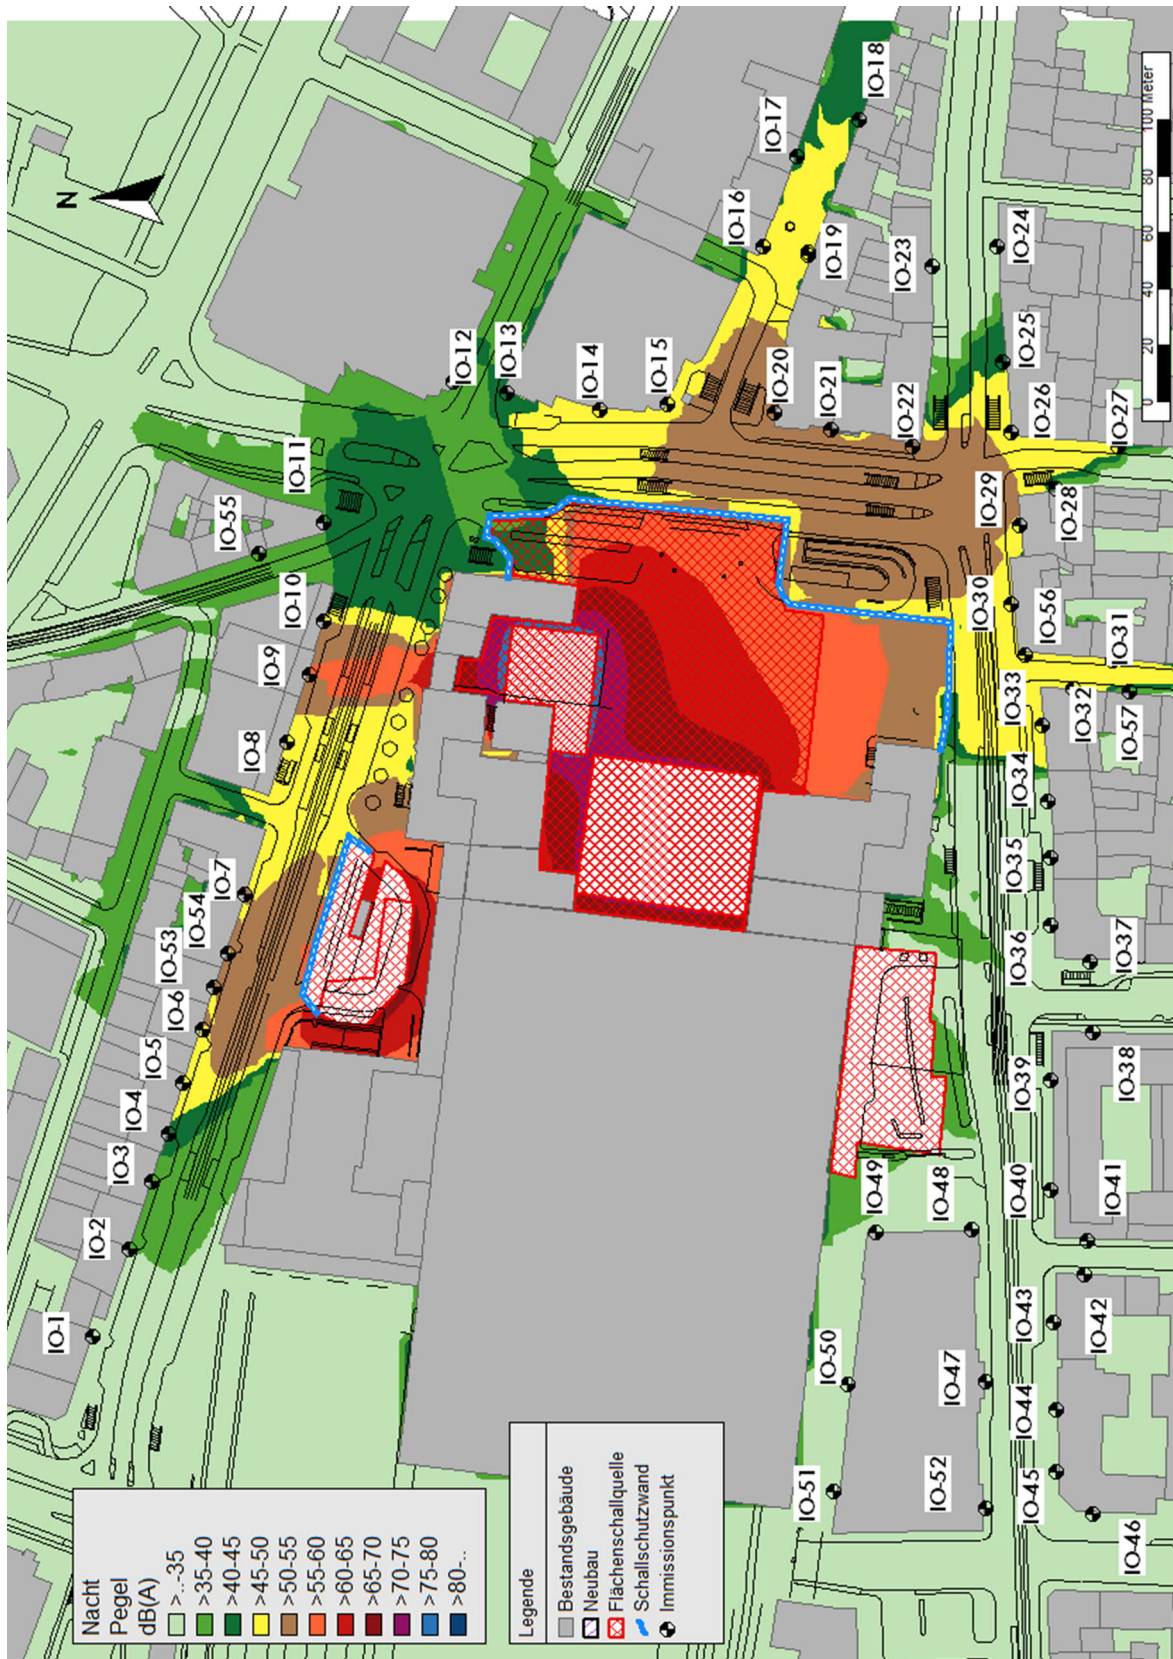 Nacht
Pegel
dB(A)
>..-35
>35-40
>40-45
>45-50
>50-55
>55-60
>60-65
>65-70
>70-75
>75-80
>80-..
Legende
Bestandsgebäude
Neubau
Flächenschallquelle
Schallschutzwand
Immissionspunkt
N
0 20 40 60 80 100 Meter
IO-1
IO-2
IO-3
IO-4
IO-5
IO-6
IO-53
IO-54
IO-7
IO-8
IO-9
IO-10
IO-55
IO-11
IO-12
IO-13
IO-14
IO-15
IO-16
IO-17
IO-18
IO-19
IO-20
IO-21
IO-22
IO-23
IO-24
IO-25
IO-26
IO-27
IO-28
IO-29
IO-30
IO-56
IO-31
IO-32
IO-57
IO-33
IO-34
IO-35
IO-36
IO-37
IO-38
IO-39
IO-40
IO-41
IO-42
IO-43
IO-44
IO-45
IO-46
IO-47
IO-48
IO-49
IO-50
IO-51
IO-52